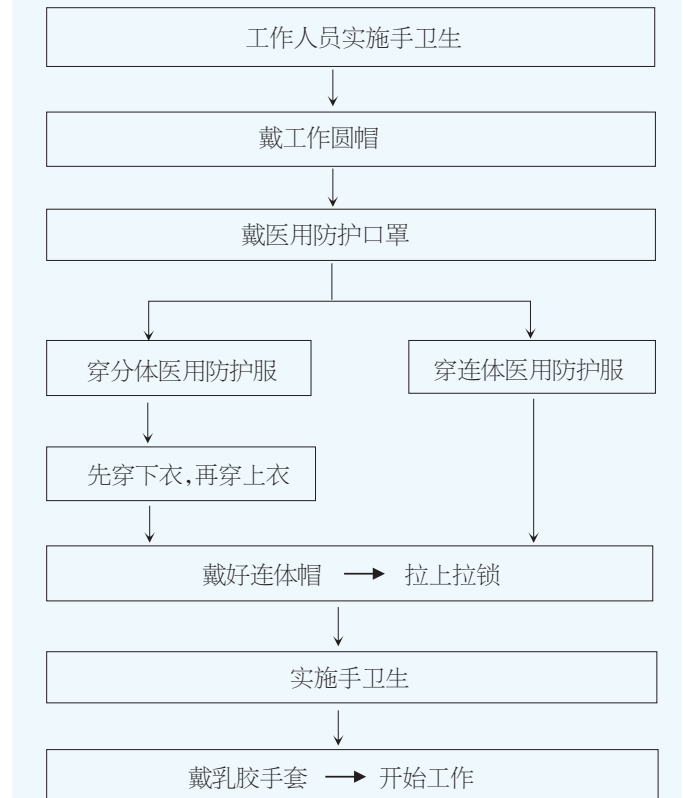 工作人员实施手卫生
戴工作圆帽
戴医用防护口罩
穿分体医用防护服
穿连体医用防护服
先穿下衣,再穿上衣
戴好连体帽 → 拉上拉锁
实施手卫生
戴乳胶手套 → 开始工作